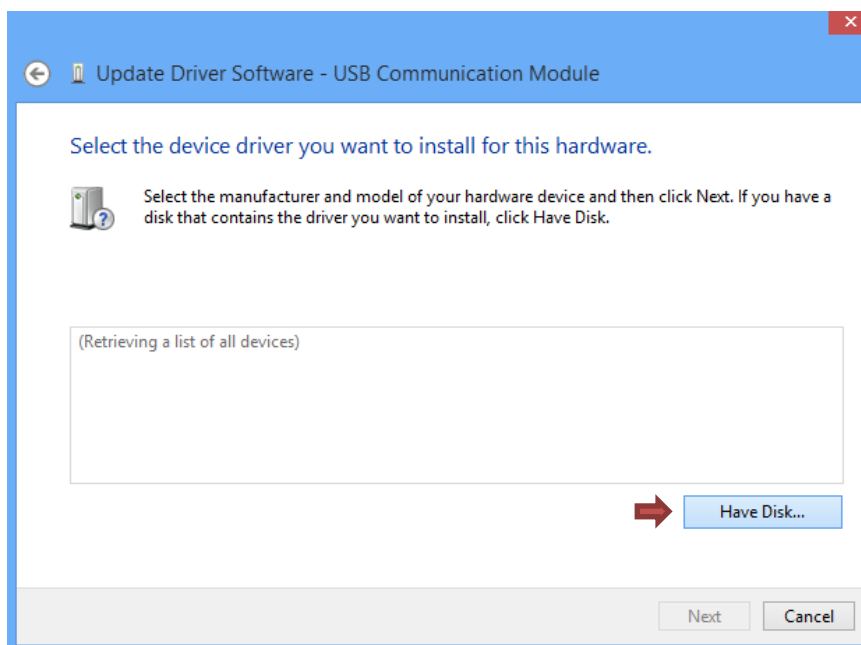 Update Driver Software - USB Communication Module
Select the device driver you want to install for this hardware.
Select the manufacturer and model of your hardware device and then click Next. If you have a
disk that contains the driver you want to install, click Have Disk.
(Retrieving a list of all devices)
Have Disk...
Next
Cancel